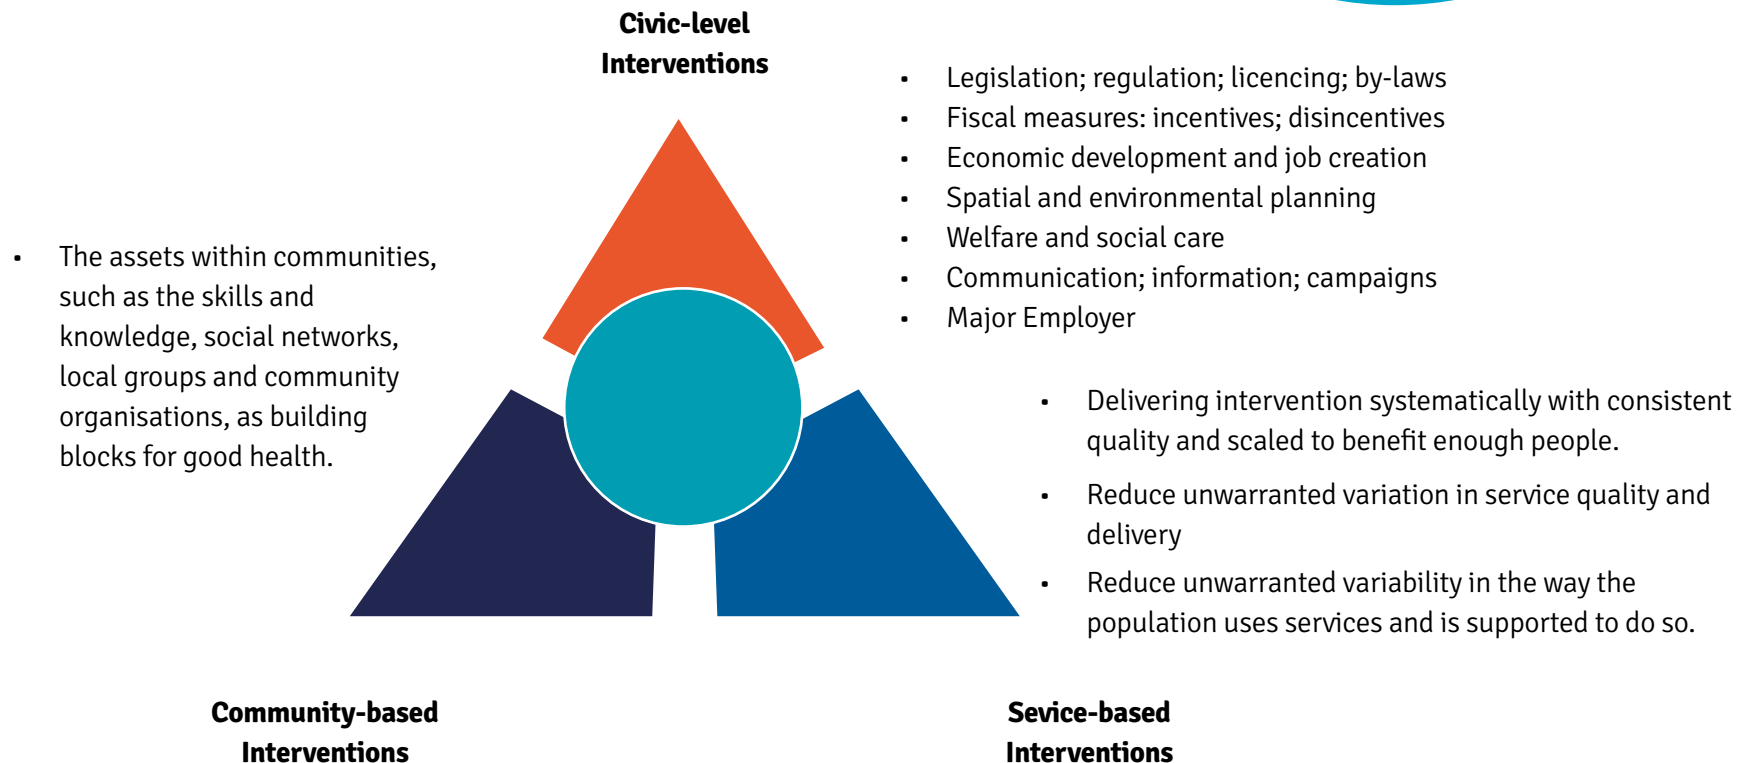 Civic-level
Interventions
• Legislation; regulation; licencing; by-laws
• Fiscal measures: incentives; disincentives
• Economic development and job creation
• Spatial and environmental planning
• Welfare and social care
• Communication; information; campaigns
• Major Employer
• The assets within communities,
such as the skills and
knowledge, social networks,
local groups and community
organisations, as building
blocks for good health.
• Delivering intervention systematically with consistent
quality and scaled to benefit enough people.
• Reduce unwarranted variation in service quality and
delivery
• Reduce unwarranted variability in the way the
population uses services and is supported to do so.
Community-based
Interventions
Sevice-based
Interventions